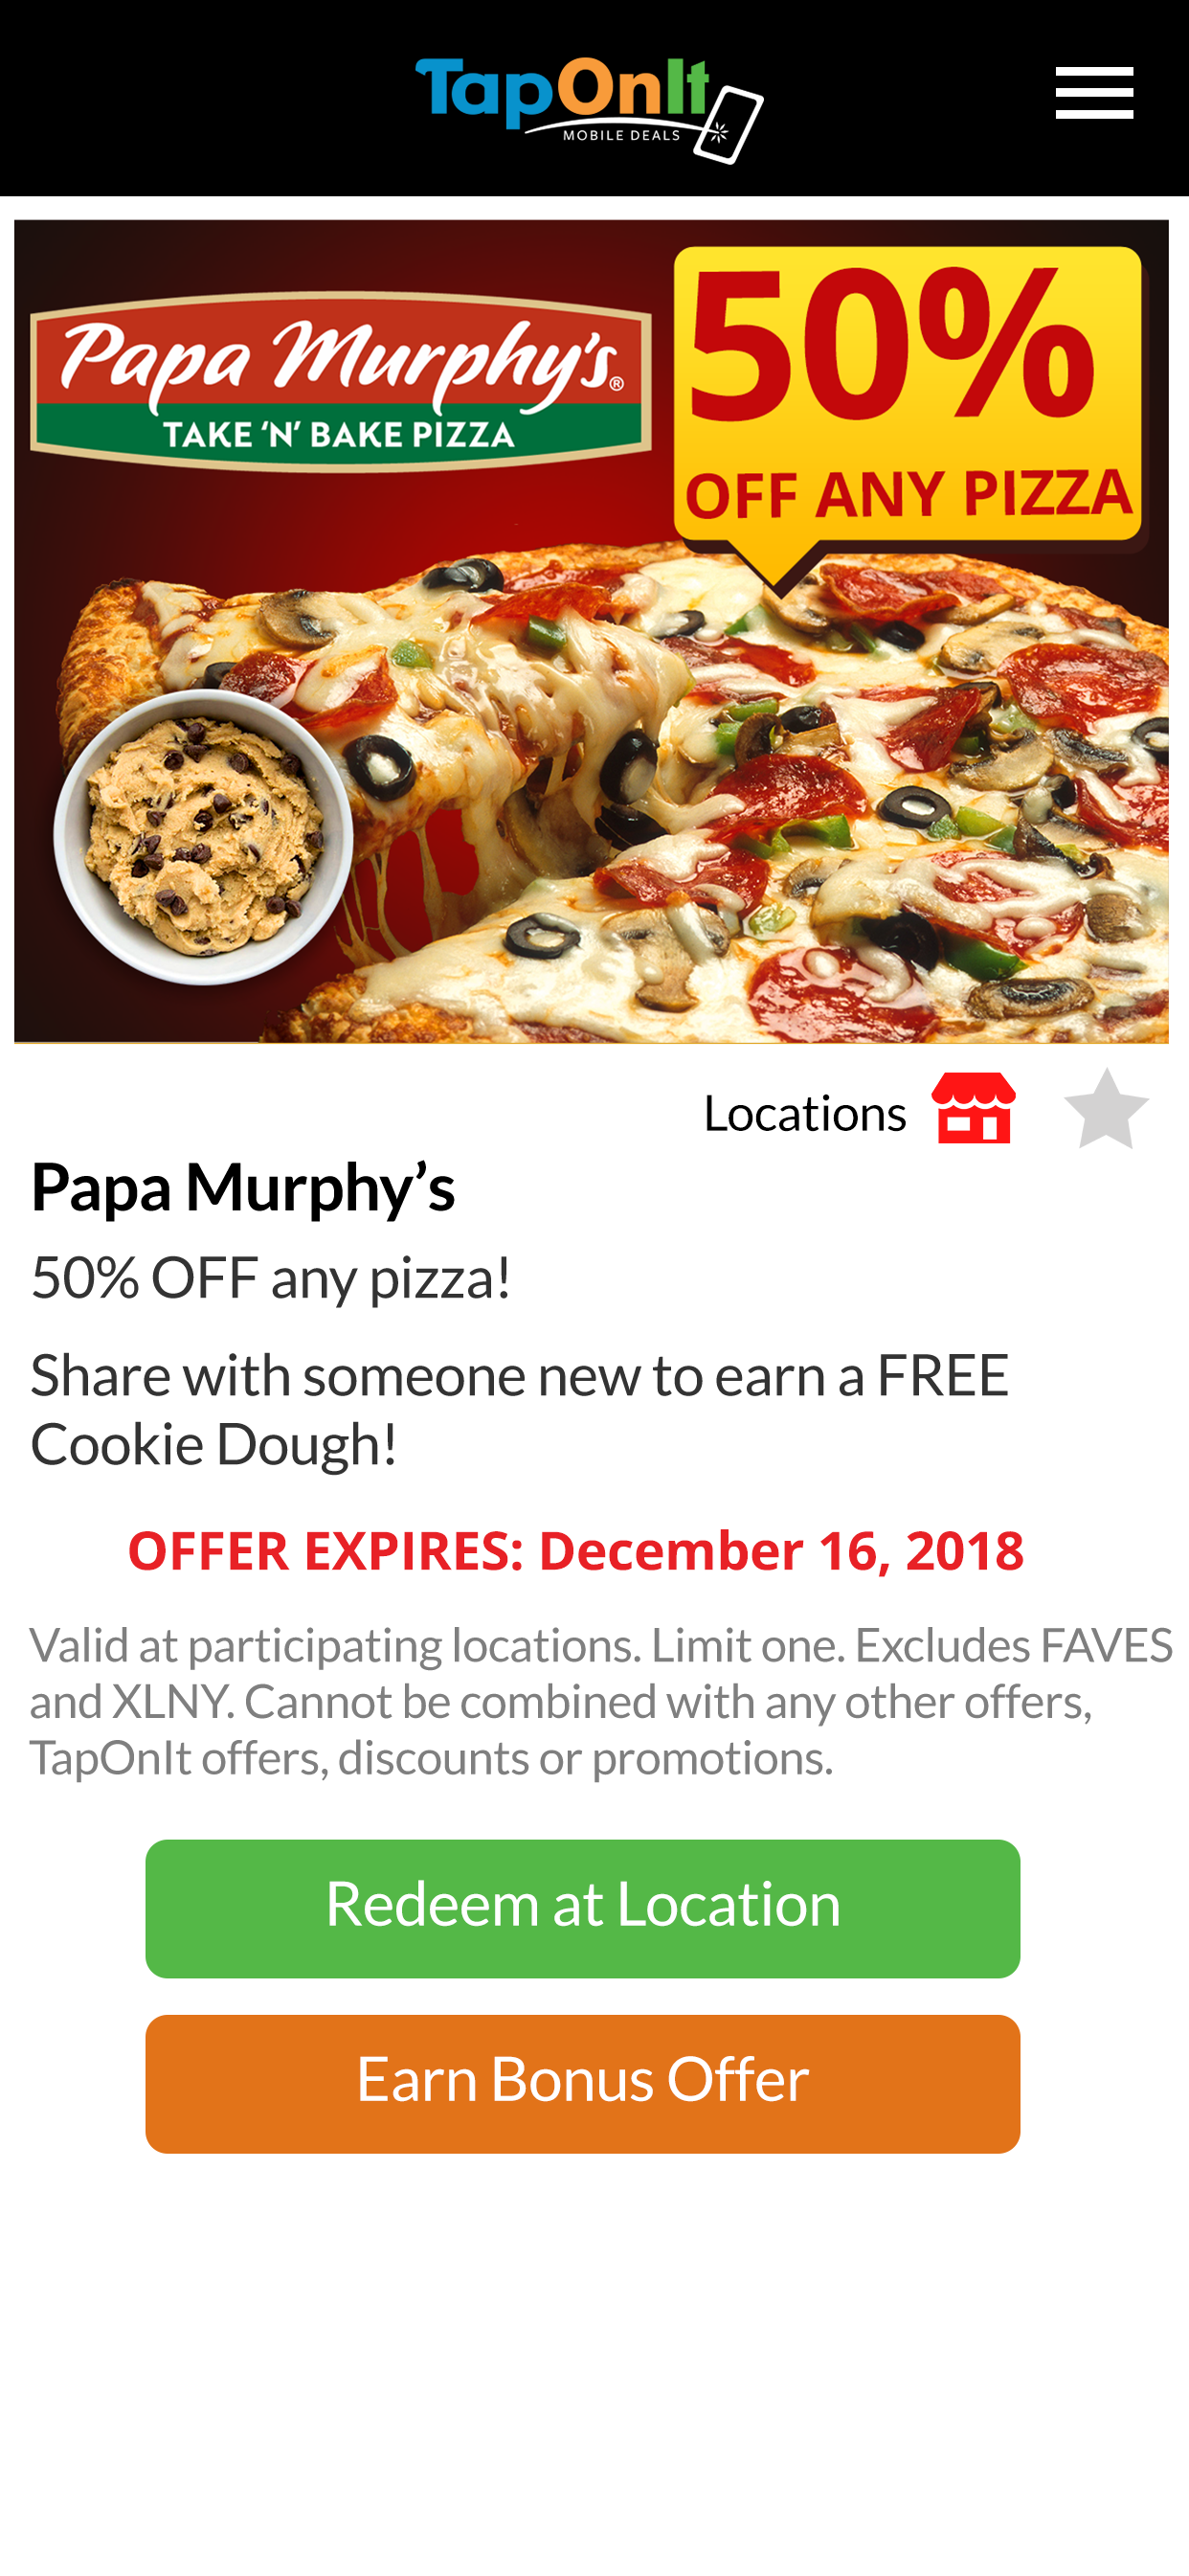 TapOnIt
MOBILE DEALS
Papa Murphy's®
TAKE 'N' BAKE PIZZA
50%
OFF ANY PIZZA
Locations
Papa Murphy’s
50% OFF any pizza!
Share with someone new to earn a FREE
Cookie Dough!
OFFER EXPIRES: December 16, 2018
Valid at participating locations. Limit one. Excludes FAVES
and XLNY. Cannot be combined with any other offers,
TapOnIt offers, discounts or promotions.
Redeem at Location
Earn Bonus Offer